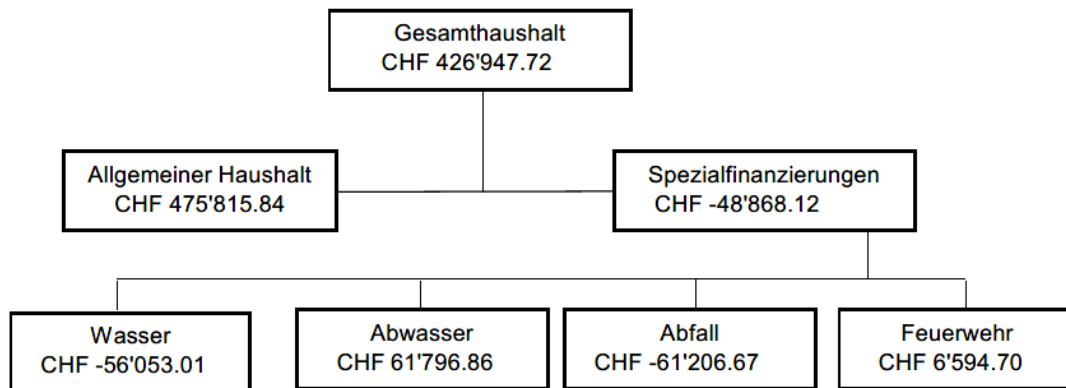 Gesamthaushalt
CHF 426'947.72
Allgemeiner Haushalt
CHF 475'815.84
Spezialfinanzierungen
CHF -48'868.12
Wasser
CHF -56'053.01
Abwasser
CHF 61'796.86
Abfall
CHF -61'206.67
Feuerwehr
CHF 6'594.70